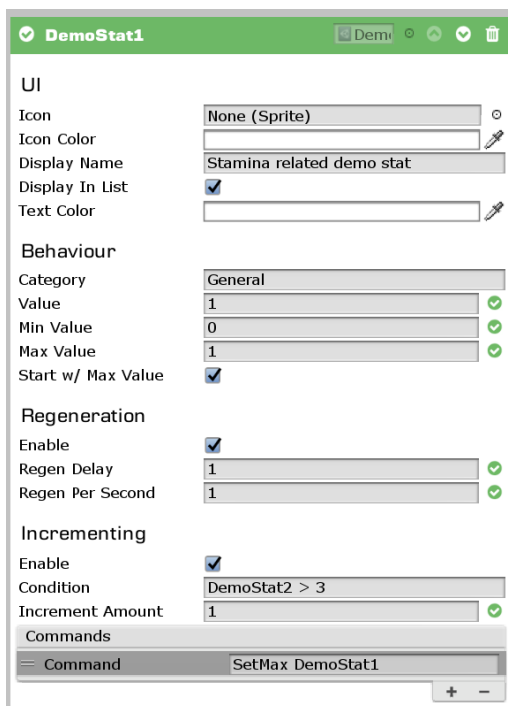 DemoStat1 Dem
UI
Icon None (Sprite)
Icon Color
Display Name Stamina related demo stat
Display In List
Text Color
Behaviour
Category General
Value 1
Min Value 0
Max Value 1
Start w/ Max Value
Regeneration
Enable
Regen Delay 1
Regen Per Second 1
Incrementing
Enable
Condition DemoStat2 > 3
Increment Amount 1
Commands
= Command SetMax DemoStat1
+ -